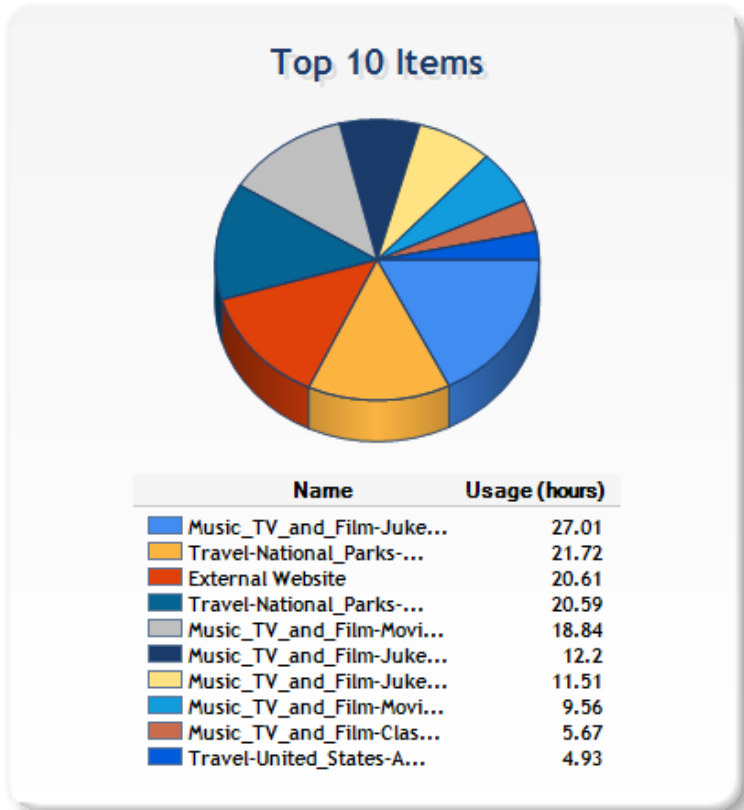 Top 10 Items
Name Usage (hours)
Music_TV_and_Film-Juke... 27.01
Travel-National_Parks-... 21.72
External Website 20.61
Travel-National_Parks-... 20.59
Music_TV_and_Film-Movi... 18.84
Music_TV_and_Film-Juke... 12.2
Music_TV_and_Film-Juke... 11.51
Music_TV_and_Film-Movi... 9.56
Music_TV_and_Film-Clas... 5.67
Travel-United_States-A... 4.93